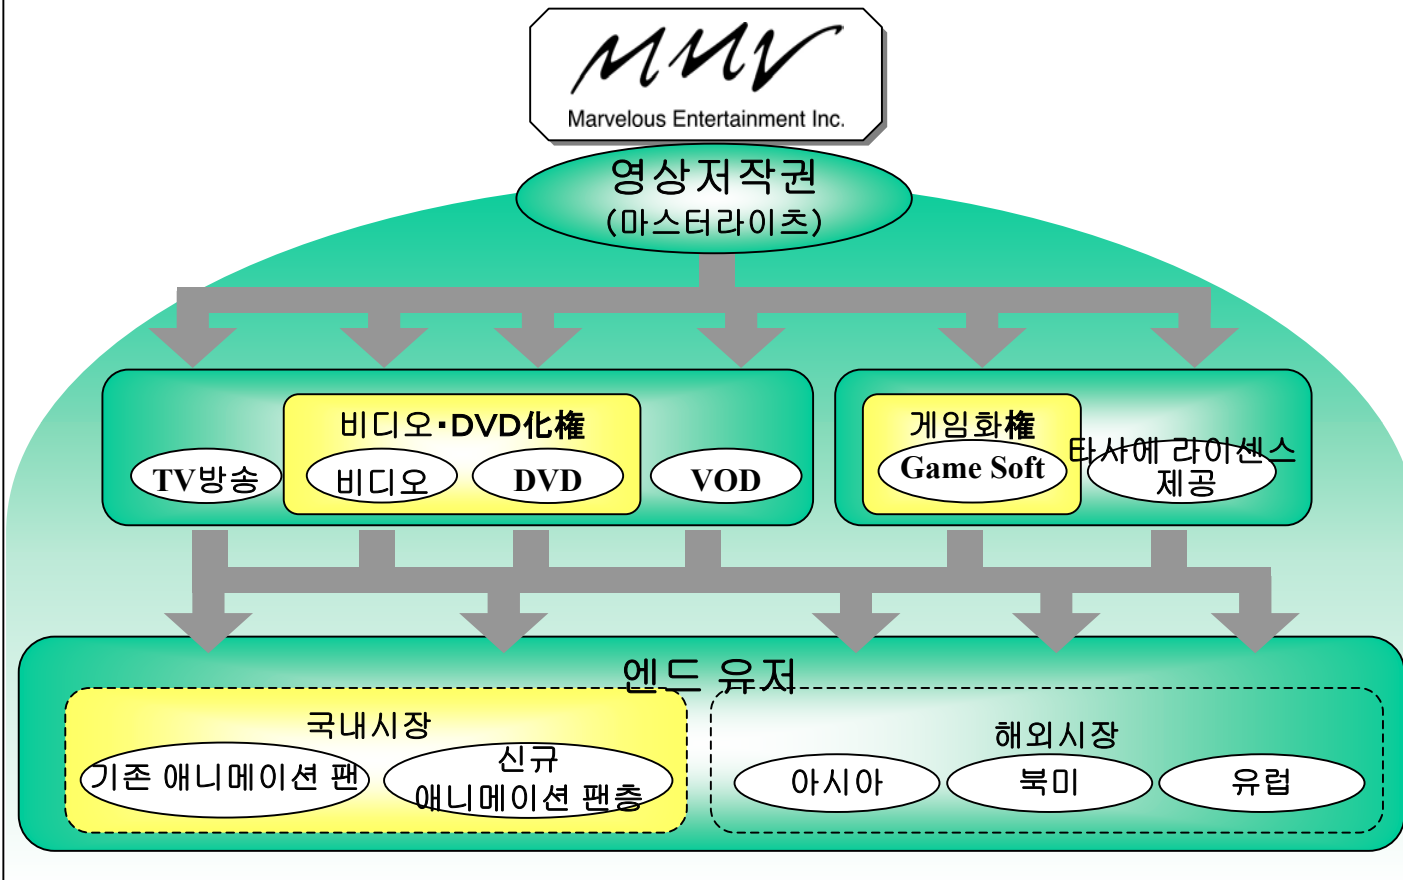 MMV
Marvelous Entertainment Inc.
영상저작권
(마스터라이츠)
비디오·DVD化権
TV방송
비디오
DVD
VOD
게임화権
Game Soft
타사에 라이센스
제공
엔드 유저
국내시장
기존 애니메이션 팬
신규
애니메이션 팬층
해외시장
아시아
북미
유럽